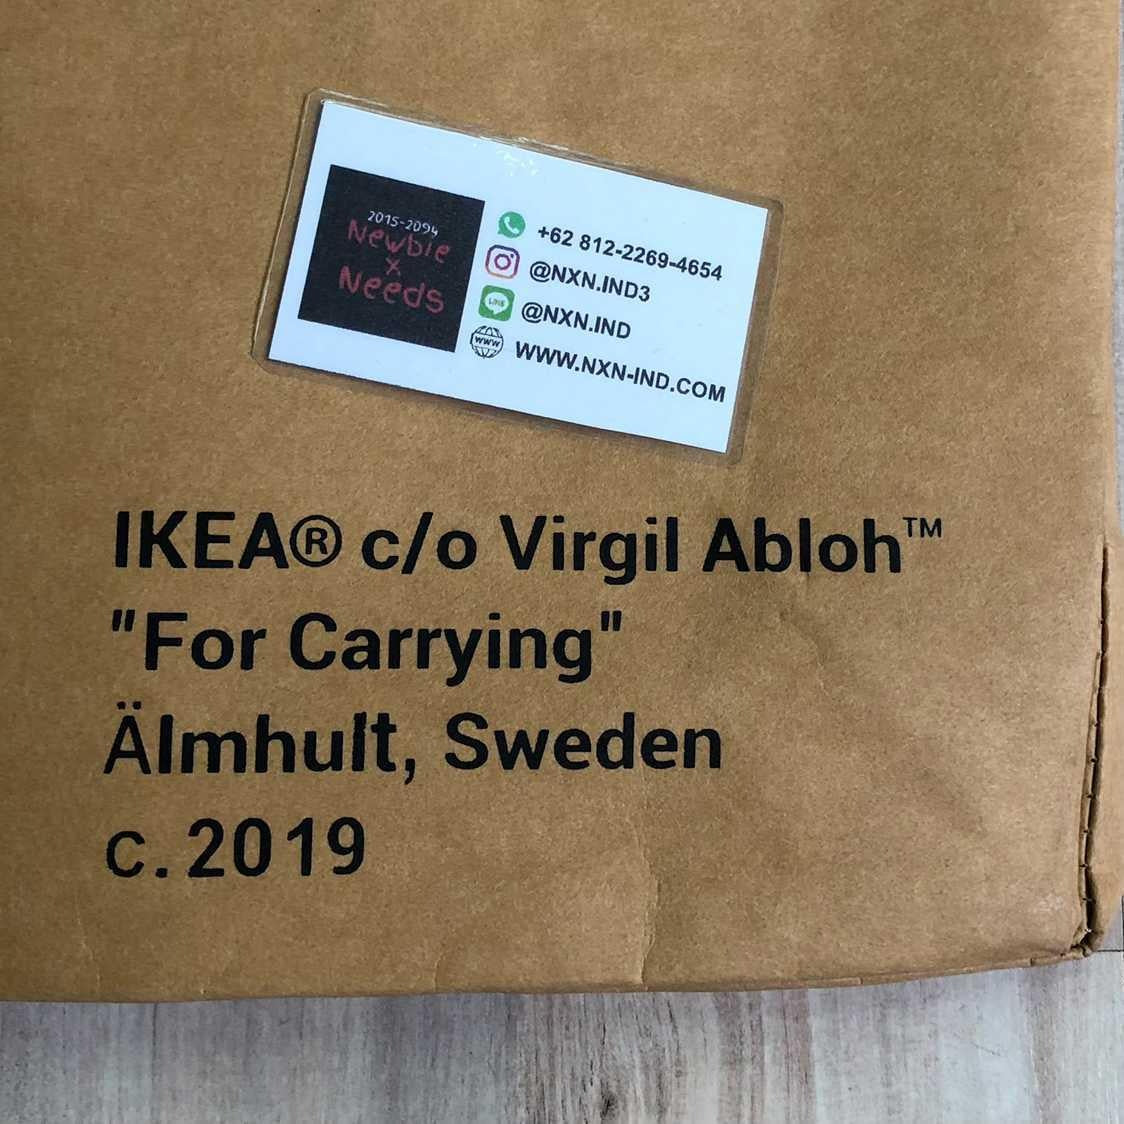 2015-2094
Newbie
x
Needs
+62 812-2269-4654
@NXN.IND3
LINE
@NXN.IND
WWW
WWW.NXN-IND.COM
IKEA® c/o Virgil Abloh™
"For Carrying"
Älmhult, Sweden
c. 2019